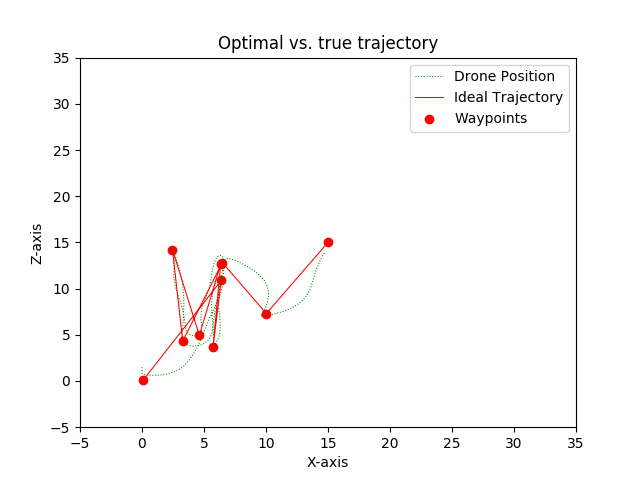 Optimal vs. true trajectory
Drone Position
Ideal Trajectory
Waypoints
35
30
25
20
15
10
5
0
−5
Z-axis
−5 0 5 10 15 20 25 30 35
X-axis